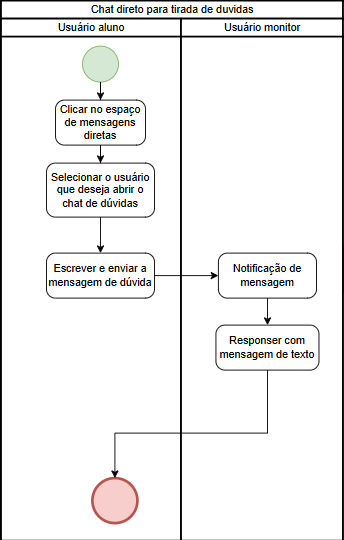 Chat direto para tirada de duvidas
Usuário aluno
Usuário monitor
Clicar no espaço
de mensagens
diretas
Selecionar o usuário
que deseja abrir o
chat de dúvidas
Escrever e enviar a
mensagem de dúvida
Notificação de
mensagem
Responser com
mensagem de texto